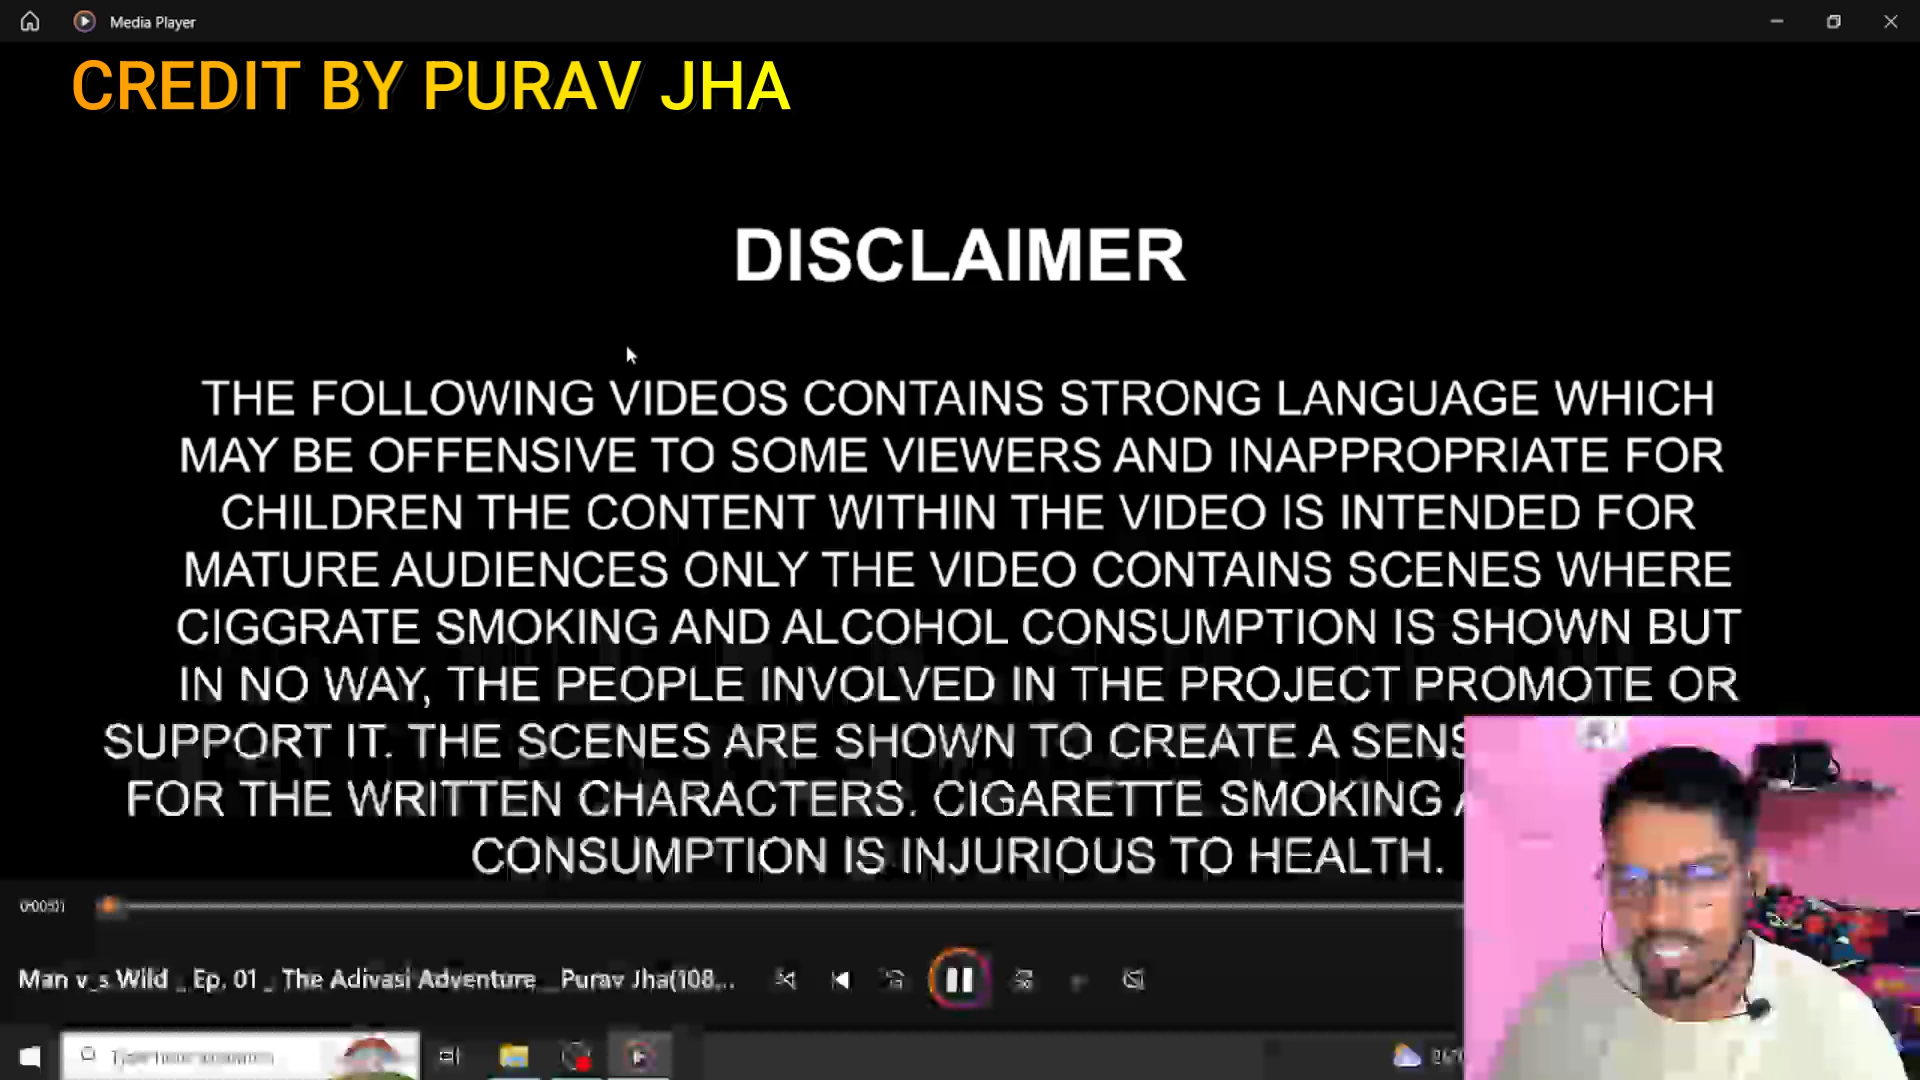 Media Player
CREDIT BY PURAV JHA
DISCLAIMER
THE FOLLOWING VIDEOS CONTAINS STRONG LANGUAGE WHICH
MAY BE OFFENSIVE TO SOME VIEWERS AND INAPPROPRIATE FOR
CHILDREN THE CONTENT WITHIN THE VIDEO IS INTENDED FOR
MATURE AUDIENCES ONLY THE VIDEO CONTAINS SCENES WHERE
CIGGRATE SMOKING AND ALCOHOL CONSUMPTION IS SHOWN BUT
IN NO WAY, THE PEOPLE INVOLVED IN THE PROJECT PROMOTE OR
SUPPORT IT. THE SCENES ARE SHOWN TO CREATE A SENS
FOR THE WRITTEN CHARACTERS. CIGARETTE SMOKING
CONSUMPTION IS INJURIOUS TO HEALTH.
0:00:01
Man v_s Wild _ Ep. 01 _ The Adivasi Adventure _ Purav Jha(108...